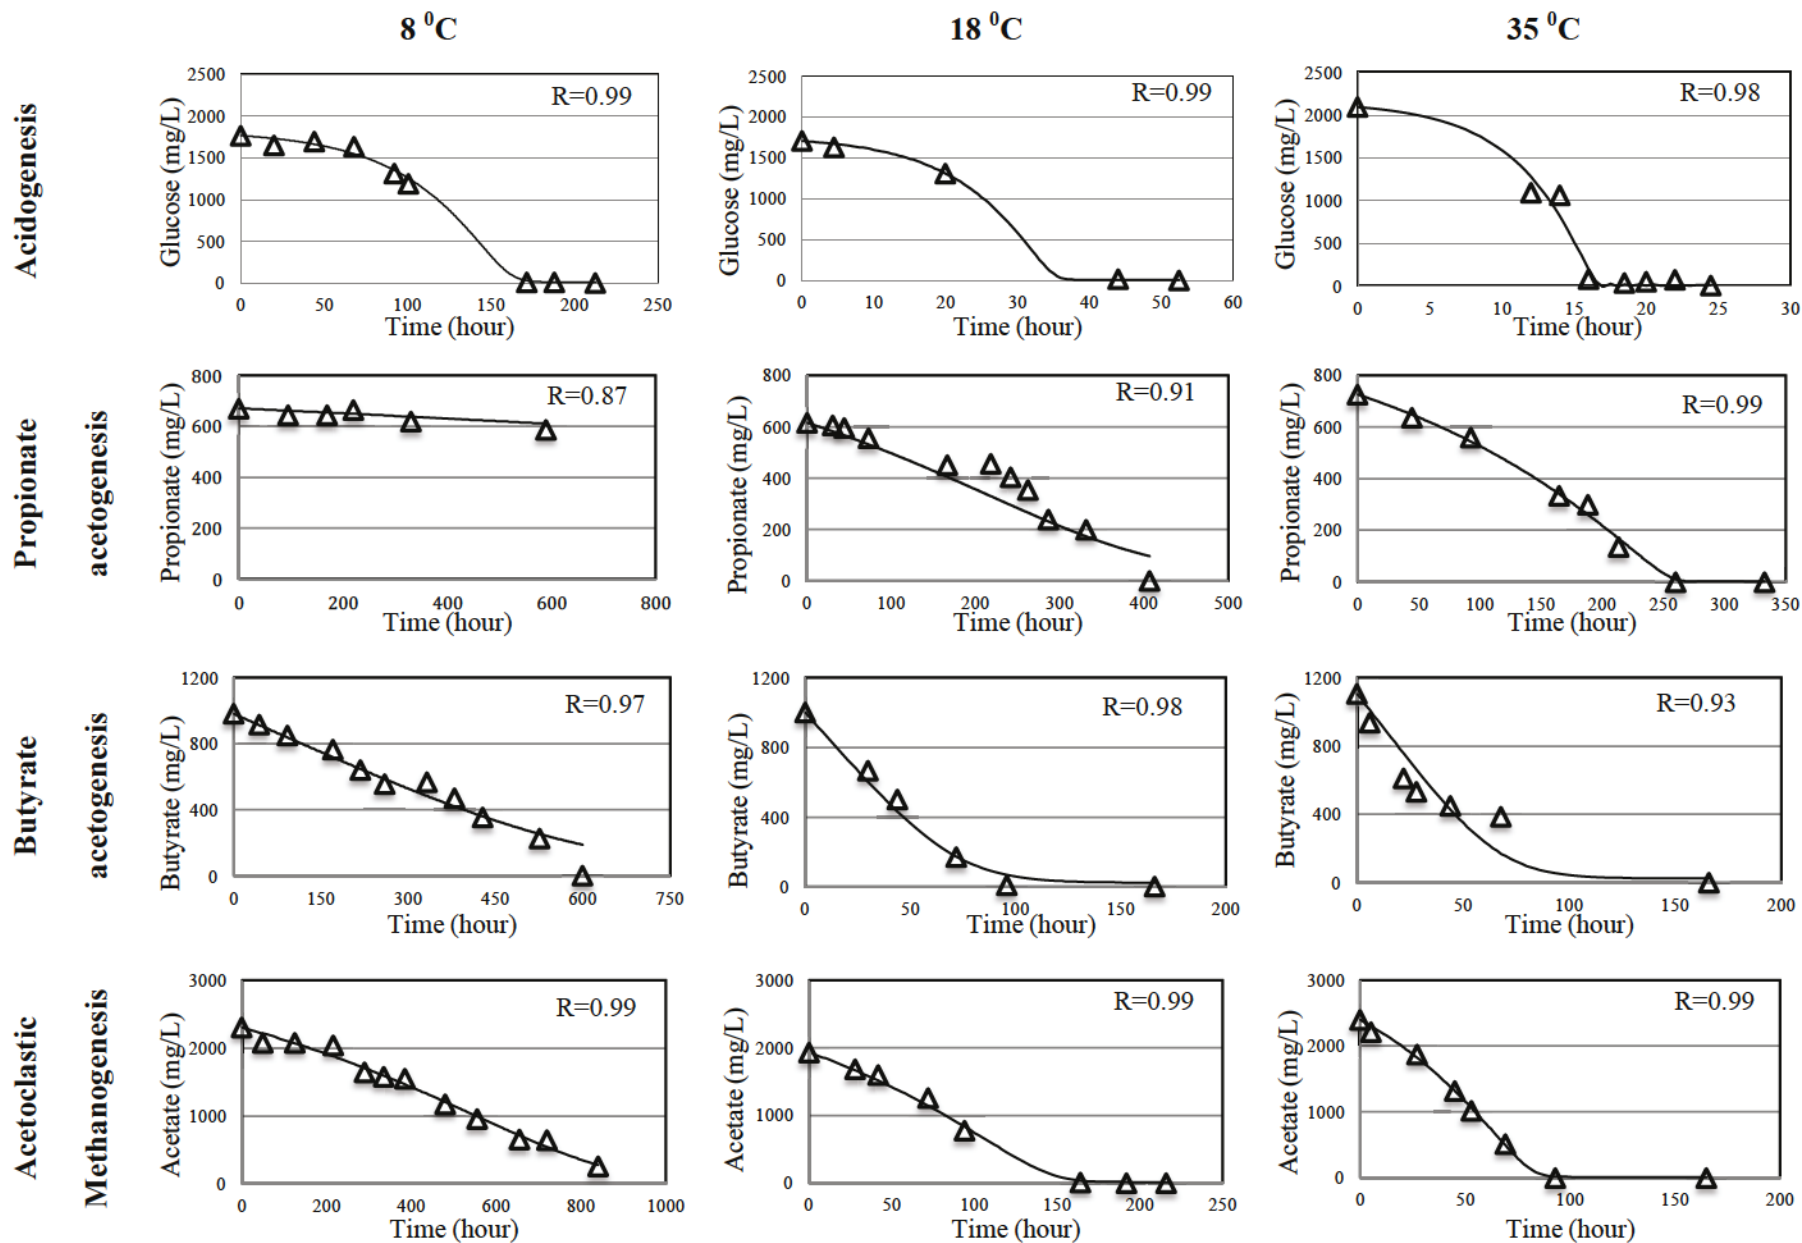 8 ⁰C
18 ⁰C
35 ⁰C
Acidogenesis
Glucose (mg/L)
2500
2000
1500
1000
500
0
R=0.99
0 50 100 150 200 250
Time (hour)
Glucose (mg/L)
2500
2000
1500
1000
500
0
R=0.99
0 10 20 30 40 50 60
Time (hour)
Glucose (mg/L)
2500
2000
1500
1000
500
0
R=0.98
0 5 10 15 20 25 30
Time (hour)
Propionate
acetogenesis
Propionate (mg/L)
800
600
400
200
0
R=0.87
0 200 400 600 800
Time (hour)
Propionate (mg/L)
800
600
400
200
0
R=0.91
0 100 200 300 400 500
Time (hour)
Propionate (mg/L)
800
600
400
200
0
R=0.99
0 50 100 150 200 250 300 350
Time (hour)
Butyrate
acetogenesis
Butyrate (mg/L)
1200
800
400
0
R=0.97
0 150 300 450 600 750
Time (hour)
Butyrate (mg/L)
1200
800
400
0
R=0.98
0 50 100 150 200
Time (hour)
Butyrate (mg/L)
1200
800
400
0
R=0.93
0 50 100 150 200
Time (hour)
Acetoclastic
Methanogenesis
Acetate (mg/L)
3000
2000
1000
0
R=0.99
0 200 400 600 800 1000
Time (hour)
Acetate (mg/L)
3000
2000
1000
0
R=0.99
0 50 100 150 200 250
Time (hour)
Acetate (mg/L)
3000
2000
1000
0
R=0.99
0 50 100 150 200
Time (hour)